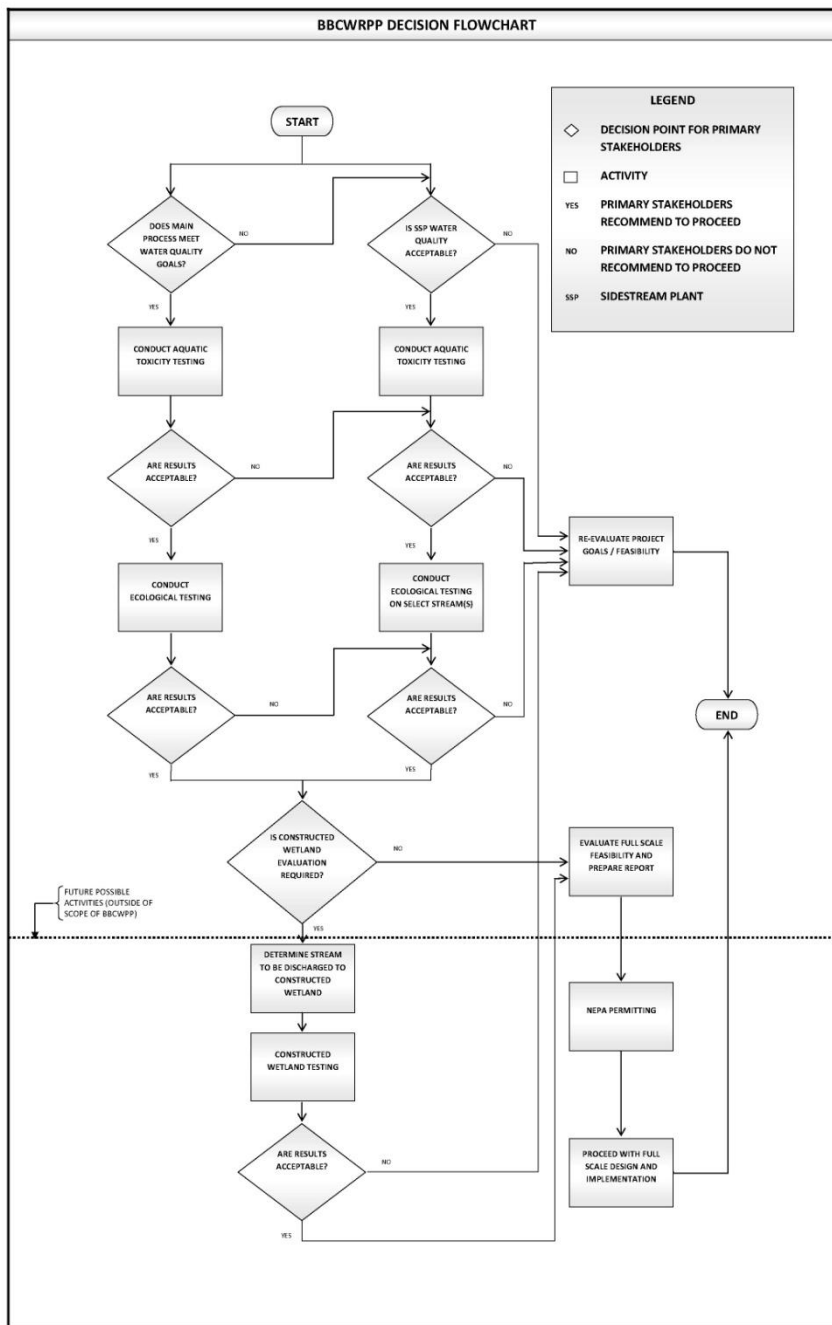 BBCWRPP DECISION FLOWCHART
START
LEGEND
DECISION POINT FOR PRIMARY
STAKEHOLDERS
ACTIVITY
YES PRIMARY STAKEHOLDERS
RECOMMEND TO PROCEED
NO PRIMARY STAKEHOLDERS DO NOT
RECOMMEND TO PROCEED
SSP SIDESTREAM PLANT
DOES MAIN
PROCESS MEET
WATER QUALITY
GOALS?
NO
YES
IS SSP WATER
QUALITY
ACCEPTABLE?
NO
YES
CONDUCT AQUATIC
TOXICITY TESTING
CONDUCT AQUATIC
TOXICITY TESTING
ARE RESULTS
ACCEPTABLE?
NO
YES
ARE RESULTS
ACCEPTABLE?
NO
YES
RE-EVALUATE PROJECT
GOALS / FEASIBILITY
CONDUCT
ECOLOGICAL TESTING
CONDUCT
ECOLOGICAL TESTING
ON SELECT STREAM(S)
ARE RESULTS
ACCEPTABLE?
NO
YES
ARE RESULTS
ACCEPTABLE?
NO
YES
END
IS CONSTRUCTED
WETLAND
EVALUATION
REQUIRED?
NO
YES
EVALUATE FULL SCALE
FEASIBILITY AND
PREPARE REPORT
FUTURE POSSIBLE
ACTIVITIES (OUTSIDE OF
SCOPE OF BBCWPP)
DETERMINE STREAM
TO BE DISCHARGED TO
CONSTRUCTED
WETLAND
NEPA PERMITTING
CONSTRUCTED
WETLAND TESTING
ARE RESULTS
ACCEPTABLE?
NO
YES
PROCEED WITH FULL
SCALE DESIGN AND
IMPLEMENTATION